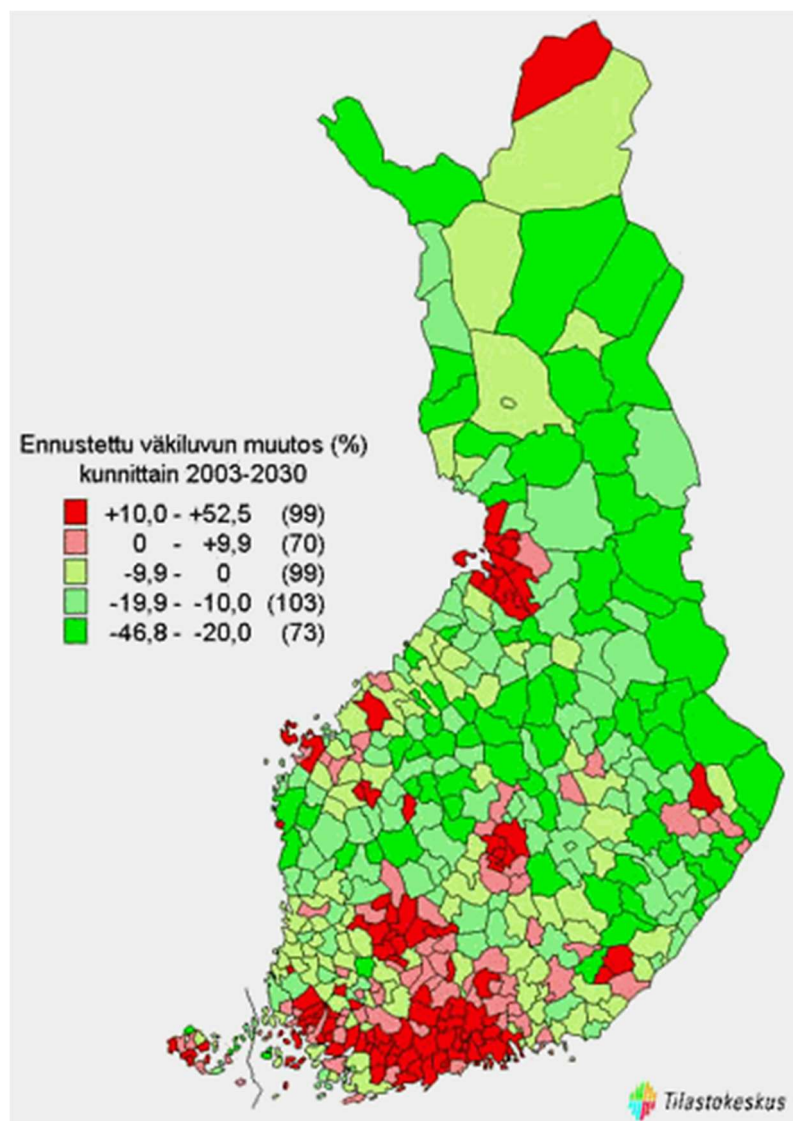 Ennustettu väkiluvun muutos (%)
kunnittain 2003-2030
+10,0 - +52,5 (99)
0 - +9,9 (70)
-9,9 - 0 (99)
-19,9 - -10,0 (103)
-46,8 - -20,0 (73)
Tilastokeskus